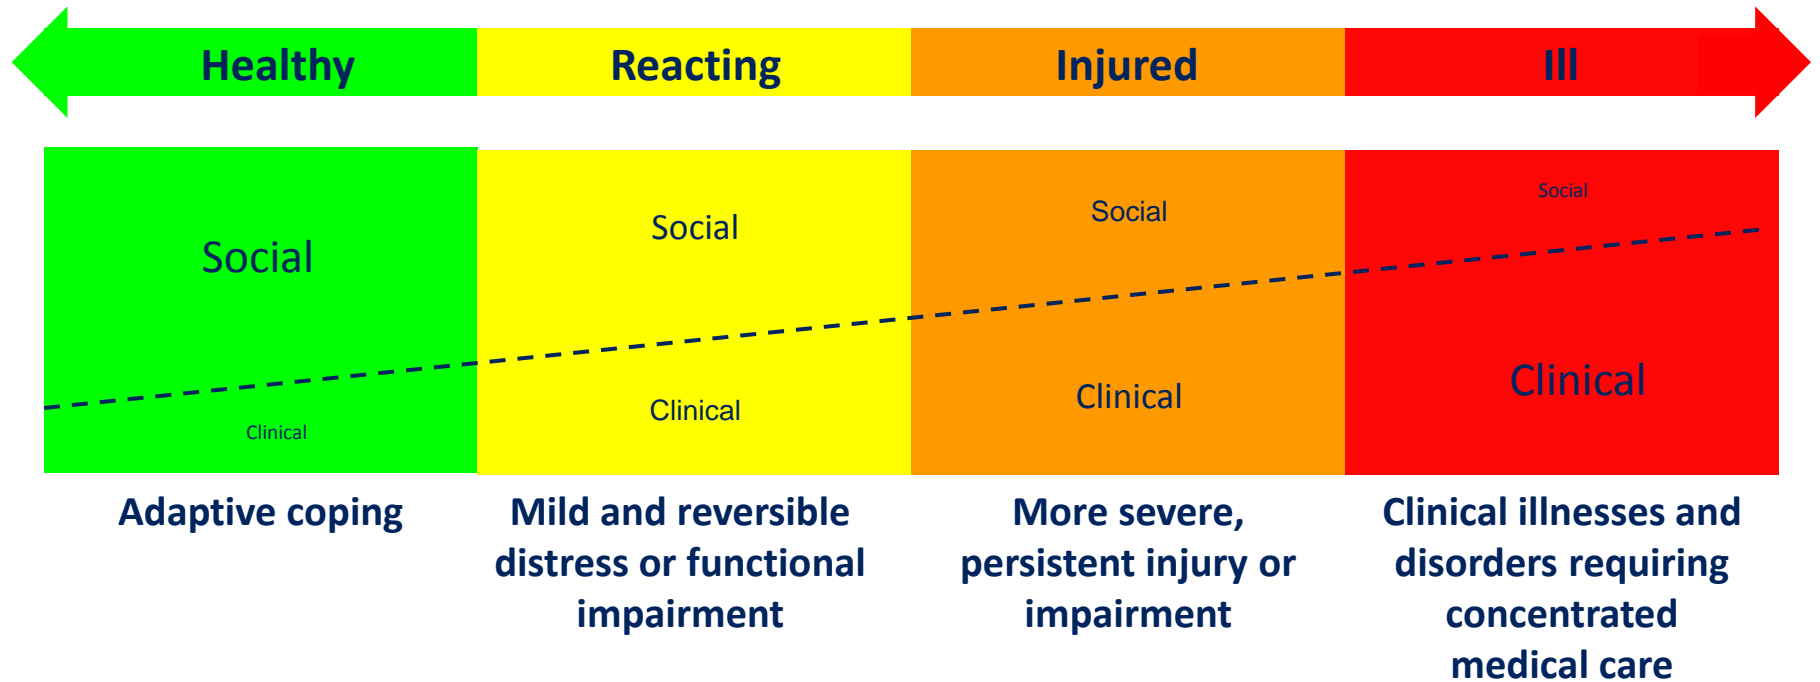 Healthy Reacting Injured Ill
Social Social Social Social
Clinical Clinical Clinical Clinical
Adaptive coping
Mild and reversible
distress or functional
impairment
More severe,
persistent injury or
impairment
Clinical illnesses and
disorders requiring
concentrated
medical care